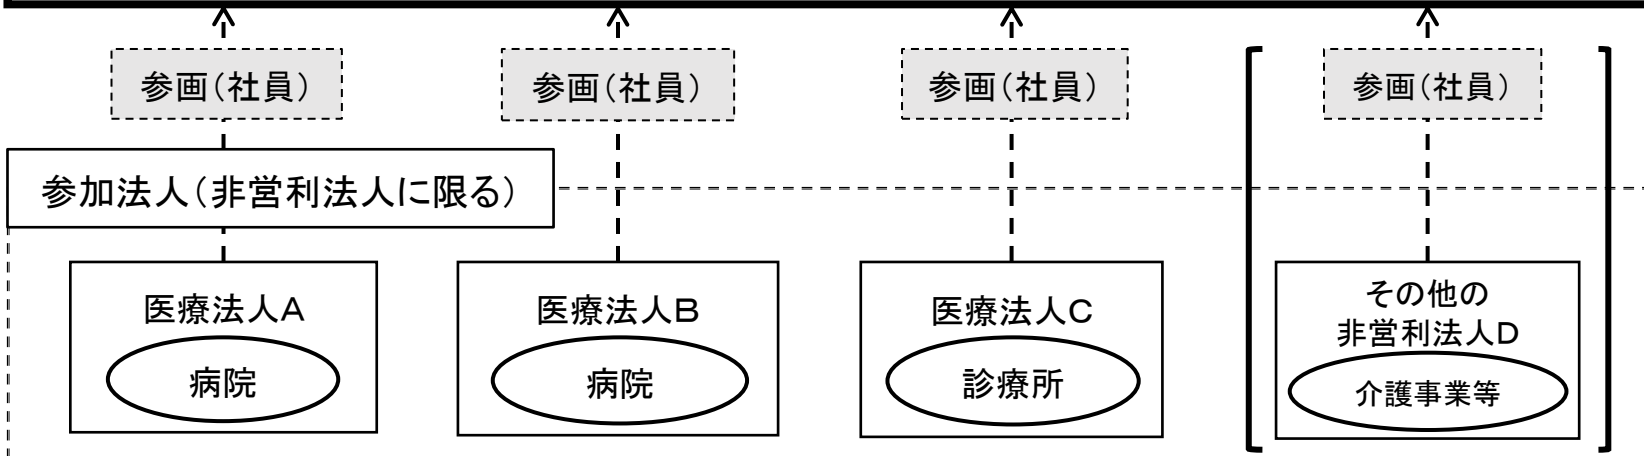 参画(社員)
参画(社員)
参画(社員)
参画(社員)
参加法人(非営利法人に限る)
医療法人A
病院
医療法人B
病院
医療法人C
診療所
その他の
非営利法人D
介護事業等